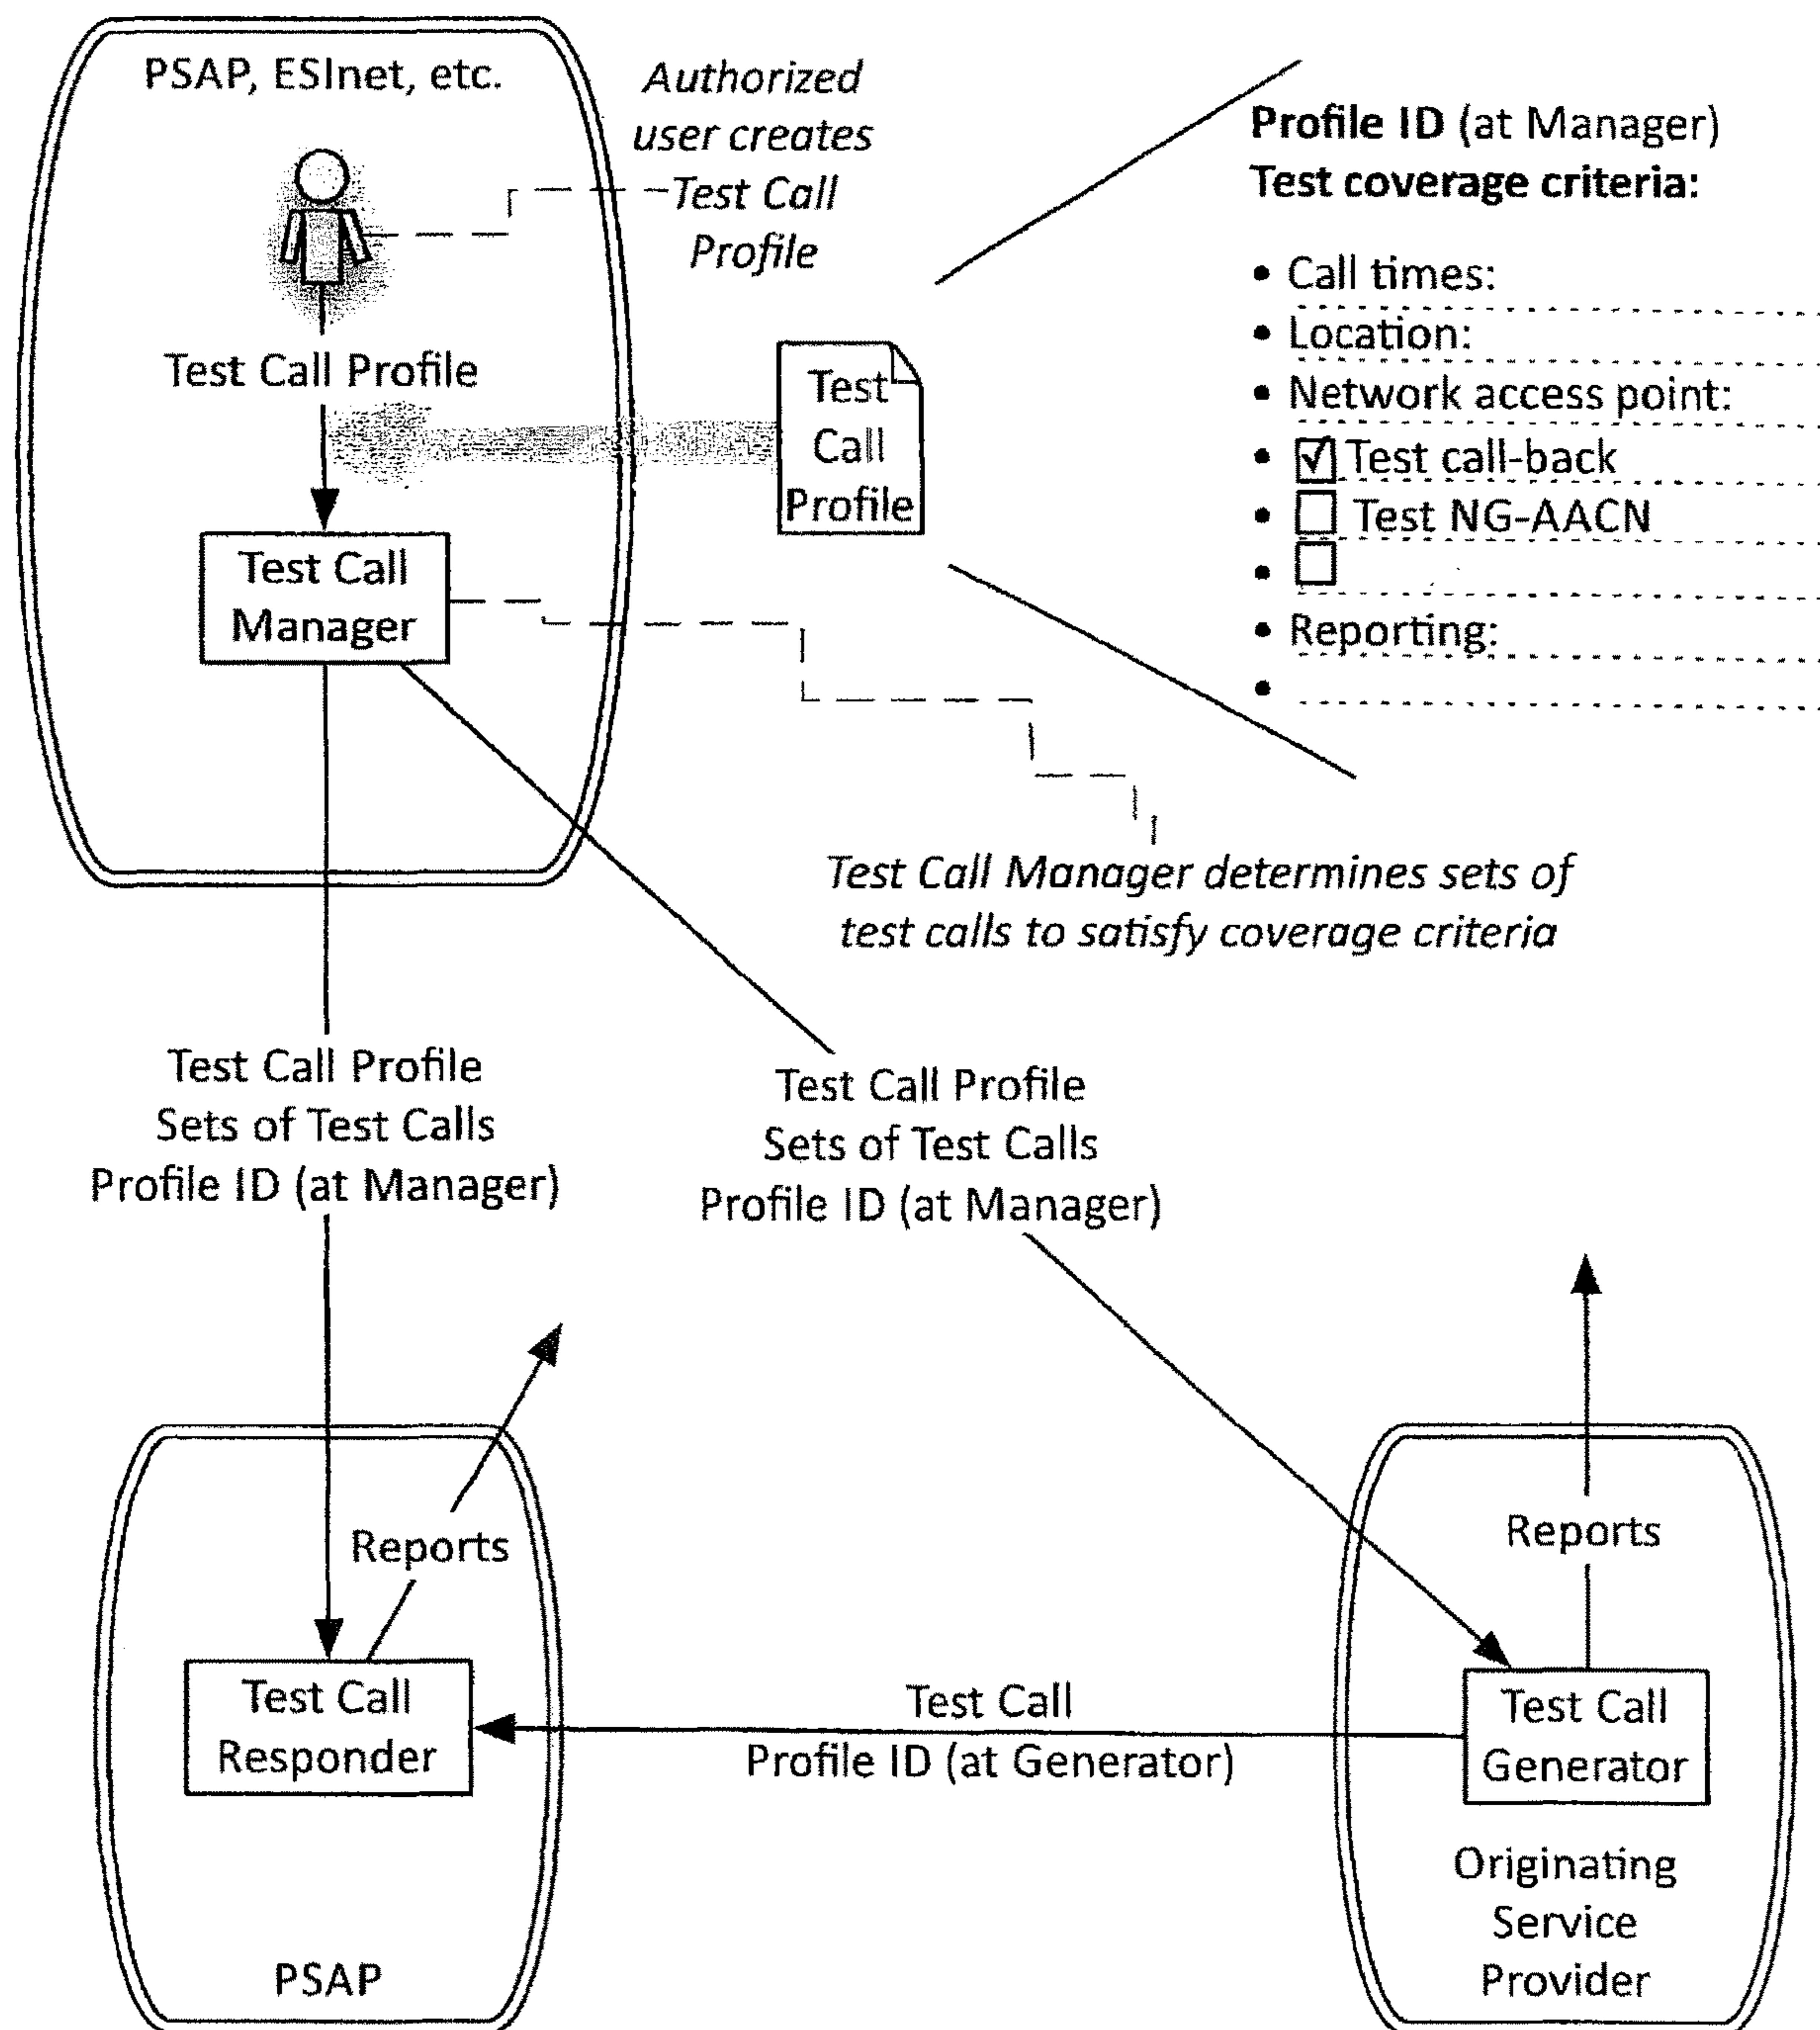 PSAP, ESInet, etc.
Authorized
user creates
Test Call
Profile
Profile ID (at Manager)
Test coverage criteria:
• Call times:
• Location:
• Network access point:
• ☑ Test call-back
• ☐ Test NG-AACN
• ☐
• Reporting:
•
Test Call Profile
Test
Call
Profile
Test Call
Manager
Test Call Manager determines sets of
test calls to satisfy coverage criteria
Test Call Profile
Sets of Test Calls
Profile ID (at Manager)
Test Call Profile
Sets of Test Calls
Profile ID (at Manager)
Reports
Reports
Test Call
Responder
Test Call
Profile ID (at Generator)
Test Call
Generator
Originating
Service
Provider
PSAP